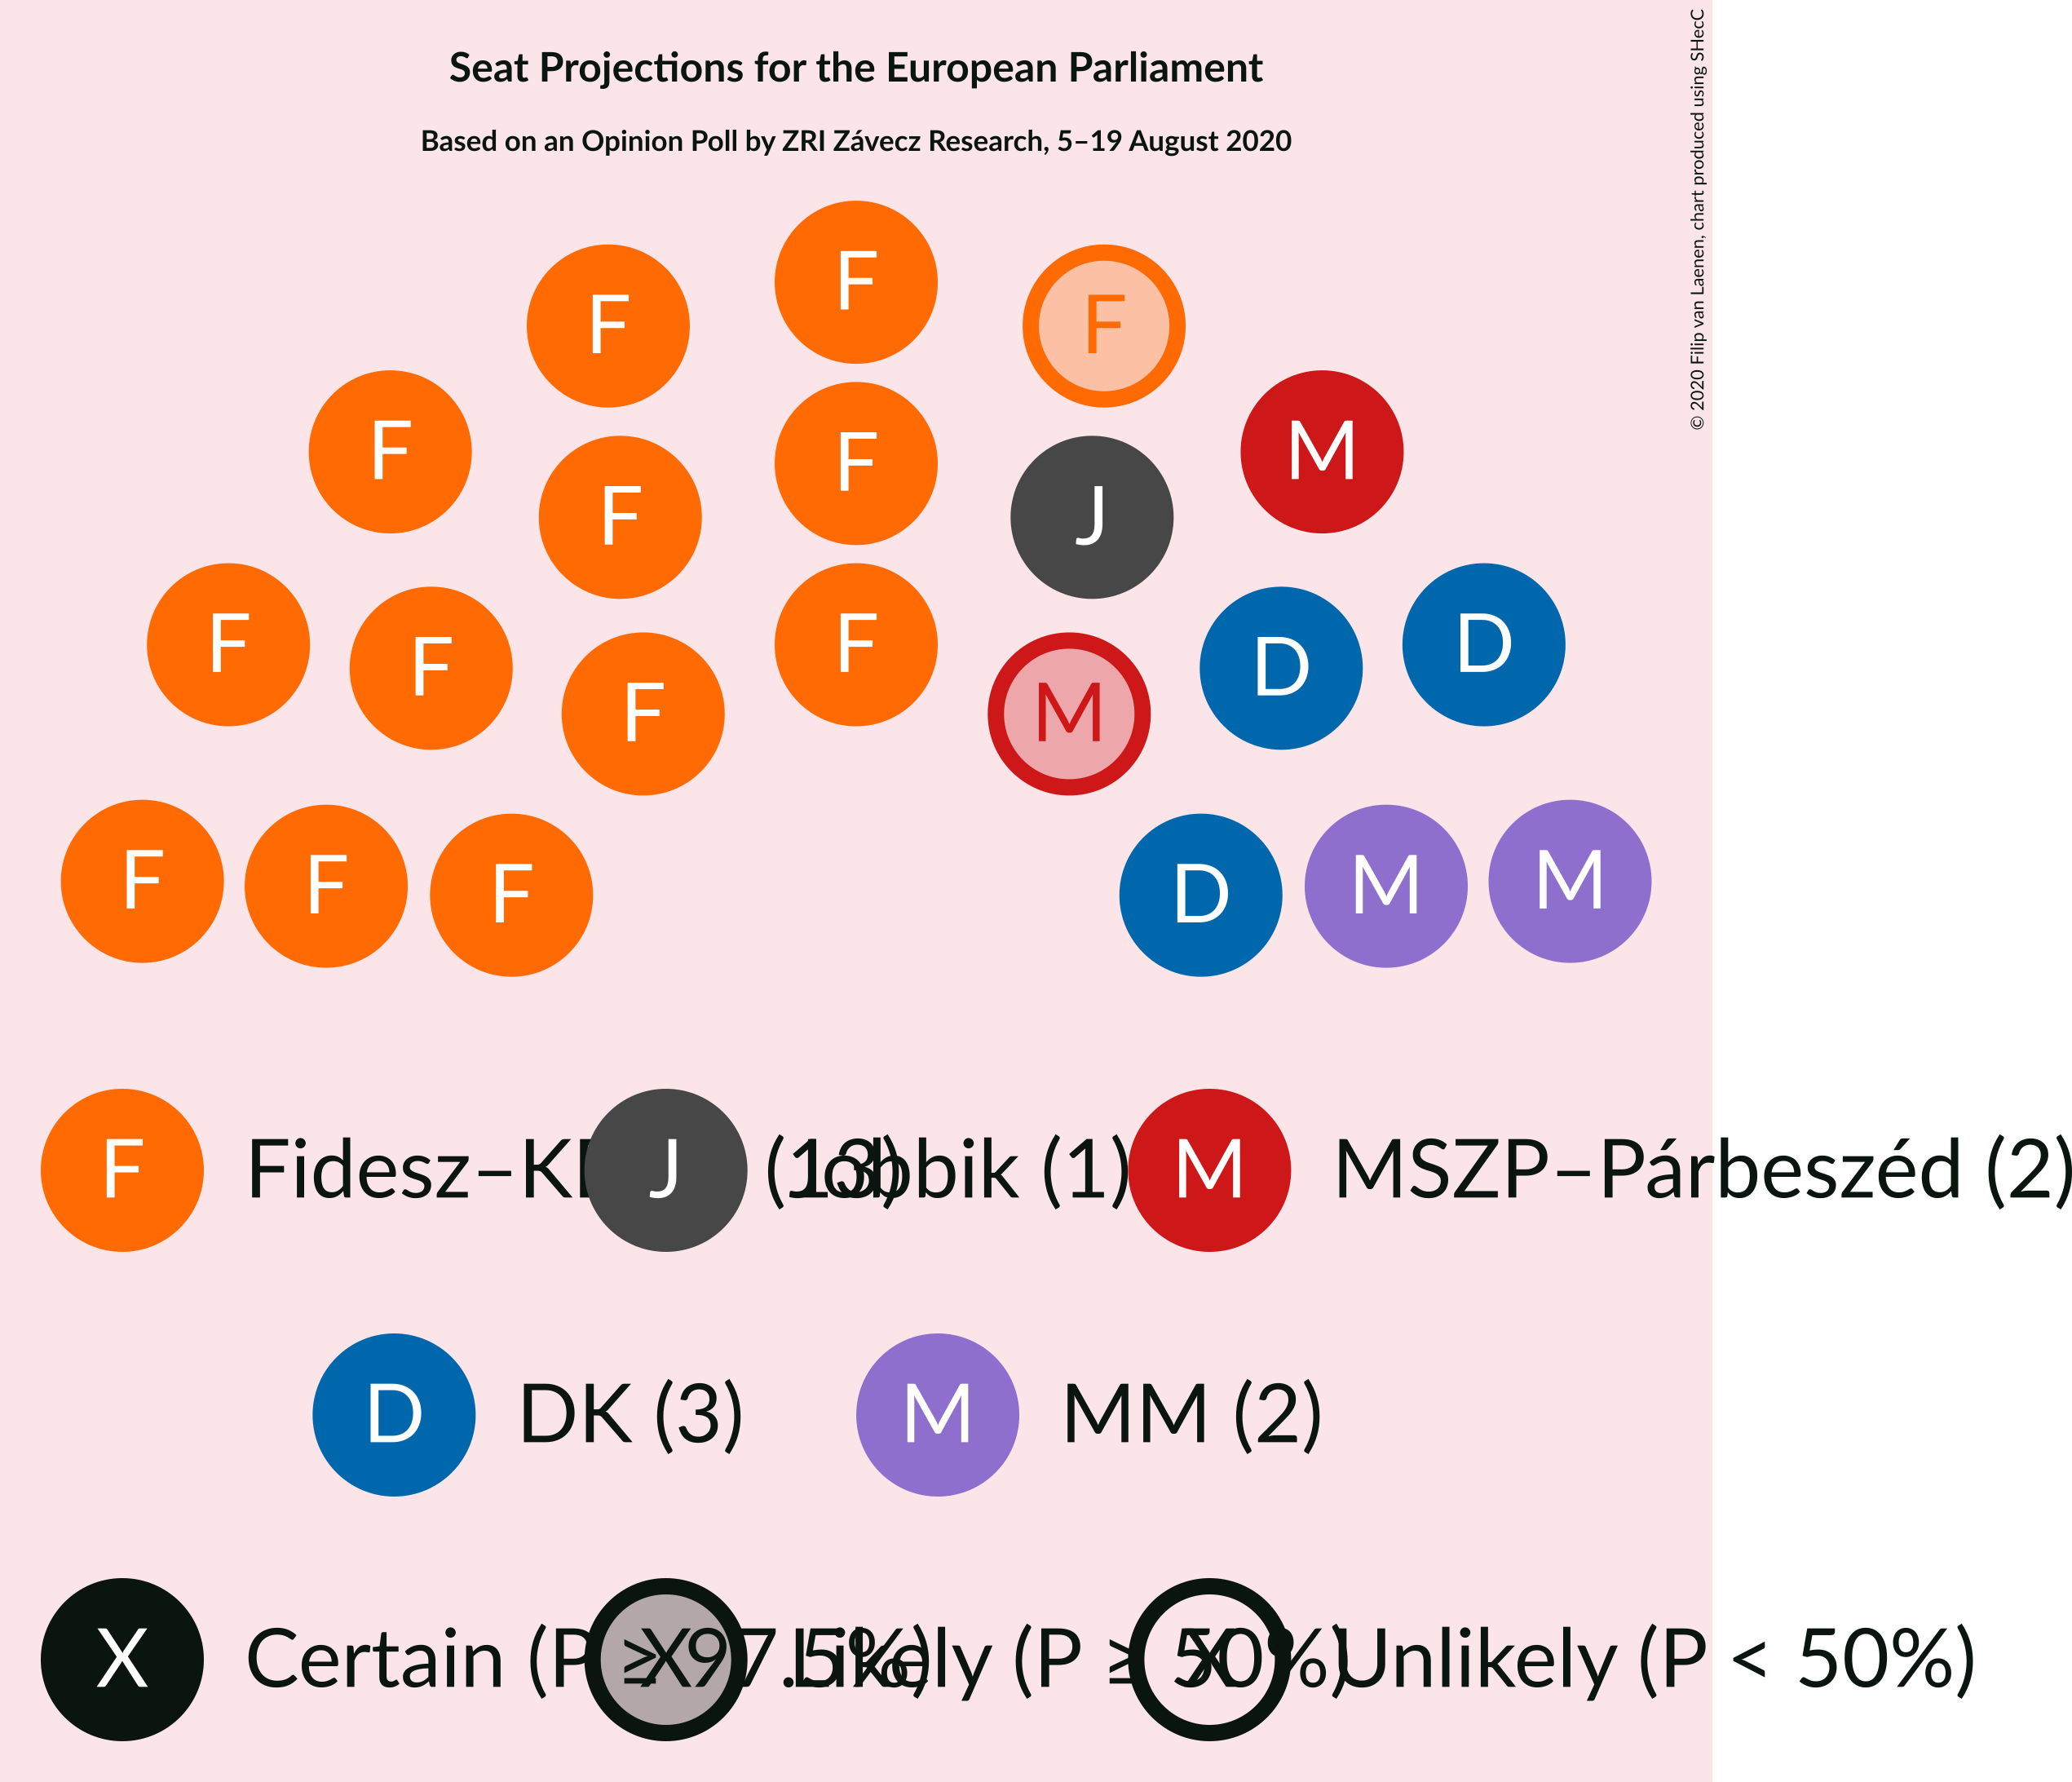 Seat Projections for the European Parliament
Based on an Opinion Poll by ZRI Závecz Research, 5–19 August 2020
© 2020 Filip van Laenen, chart produced using SHecC
F
F F
F M
F
F J
F D
F D
F
F M
F F F D M M
F Fidesz–K (13) J Jobbik (1) M MSZP–Párbeszéd (2)
D DK (3) M MM (2)
X Certain (P ≥ 97.5%) X Likely (P ≥ 50%) X Unlikely (P < 50%)